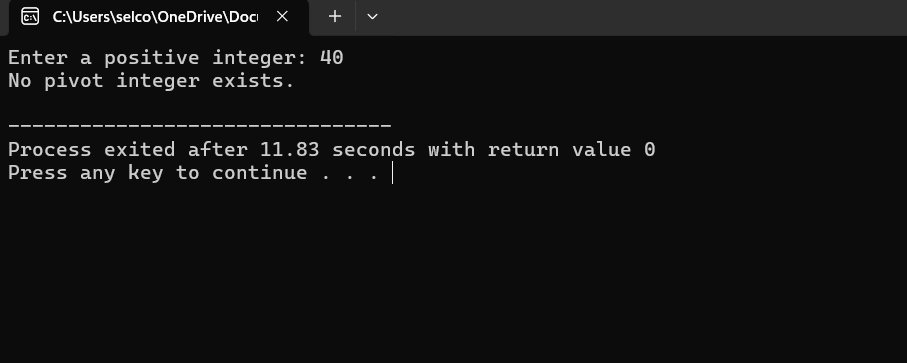 C:\Users\selco\OneDrive\Docu
Enter a positive integer: 40
No pivot integer exists.
--------------------------------
Process exited after 11.83 seconds with return value 0
Press any key to continue . . .